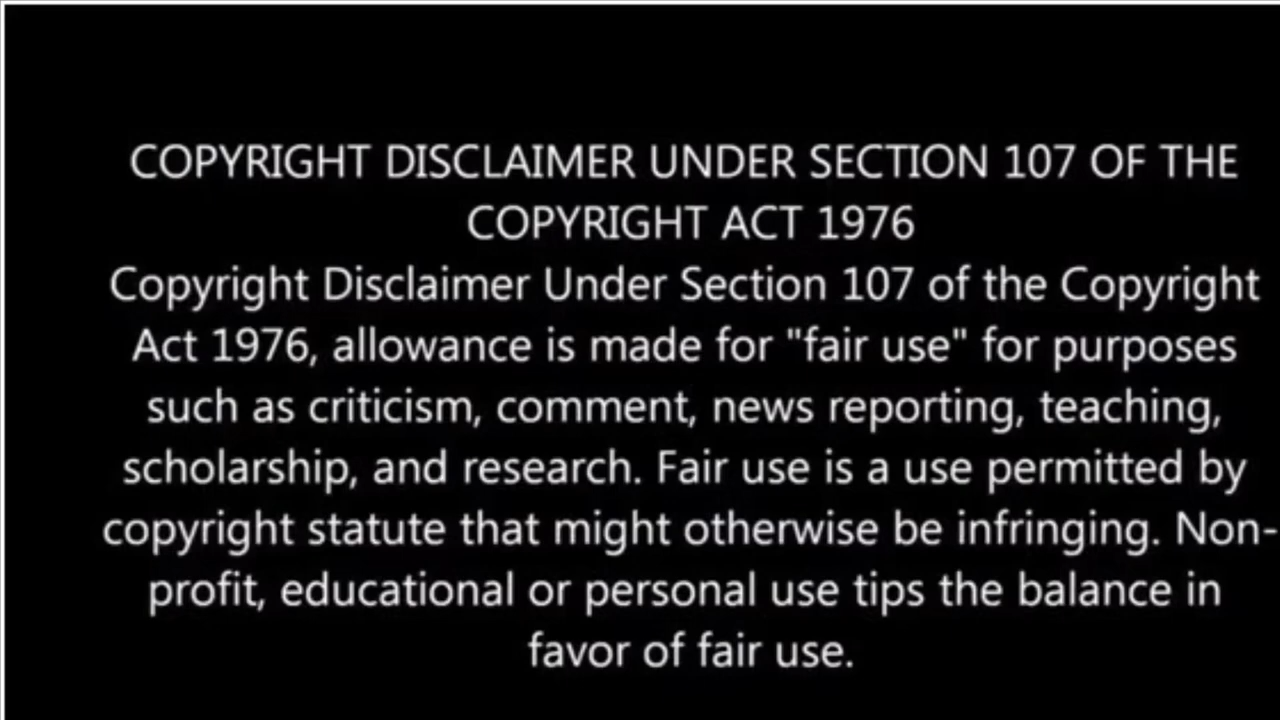 COPYRIGHT DISCLAIMER UNDER SECTION 107 OF THE
COPYRIGHT ACT 1976
Copyright Disclaimer Under Section 107 of the Copyright
Act 1976, allowance is made for "fair use" for purposes
such as criticism, comment, news reporting, teaching,
scholarship, and research. Fair use is a use permitted by
copyright statute that might otherwise be infringing. Non-
profit, educational or personal use tips the balance in
favor of fair use.